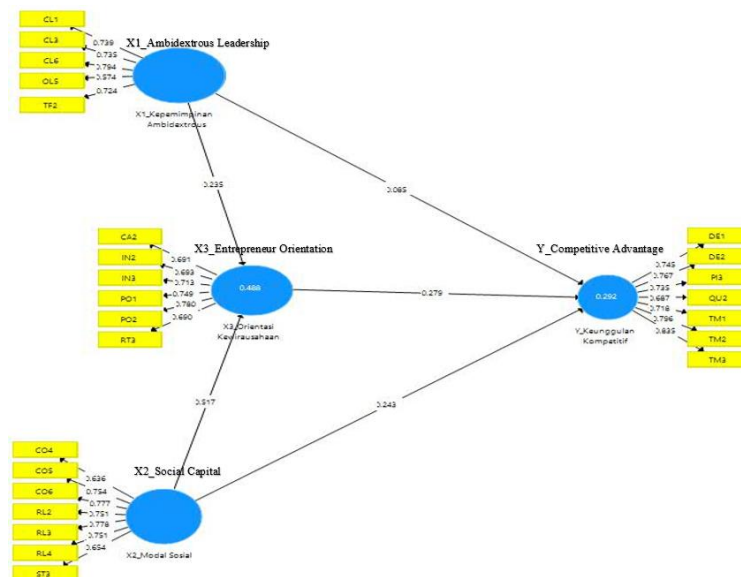 CL1
CL3
CL6
OL5
TF2
0.739
0.735
0.794
0.574
0.724
X1_Ambidextrous Leadership
X1_Kepemimpinan
Ambidextrous
0.235
0.085
CA2
IN2
IN3
PO1
PO2
RT3
0.691
0.693
0.713
0.749
0.780
0.690
X3_Entrepreneur Orientation
0.488
X3_Orientasi
Kewirausahaan
0.279
Y_Competitive Advantage
0.292
Y_Keunggulan
Kompetitif
0.745
0.767
0.735
0.687
0.718
0.796
0.835
DE1
DE2
PI3
QU2
TM1
TM2
TM3
0.517
0.243
CO4
CO5
CO6
RL2
RL3
RL4
ST3
0.636
0.754
0.777
0.751
0.778
0.751
0.654
X2_Social Capital
X2_Modal Sosial